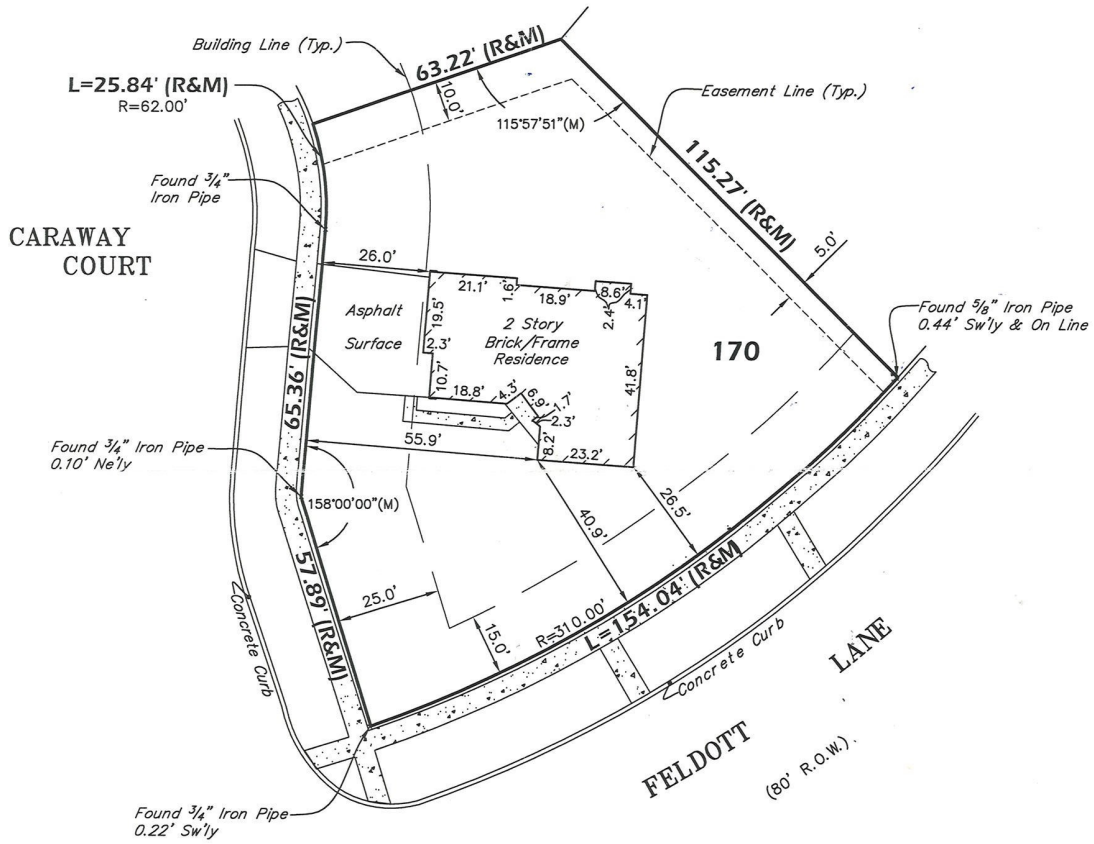 Building Line (Typ.)
63.22' (R&M)
L=25.84' (R&M)
R=62.00'
10.0'
115°57'51"(M)
Easement Line (Typ.)
115.27' (R&M)
5.0'
Found 3/4"
Iron Pipe
CARAWAY
COURT
26.0'
21.1'
1.6'
18.9'
8.6'
2.4'
4.1'
19.5'
Asphalt
Surface
2 Story
Brick/Frame
Residence
2.3'
10.7'
41.8'
170
Found 5/8" Iron Pipe
0.44' Sw'ly & On Line
65.36' (R&M)
18.8'
4.3'
6.9'
1.7'
2.3'
8.2'
23.2'
55.9'
Found 3/4" Iron Pipe
0.10' Ne'ly
158°00'00"(M)
26.5'
40.9'
57.89' (R&M)
25.0'
15.0'
R=310.00'
L=154.04' (R&M)
Concrete Curb
Concrete Curb
FELDOTT
LANE
(80' R.O.W.)
Found 3/4" Iron Pipe
0.22' Sw'ly